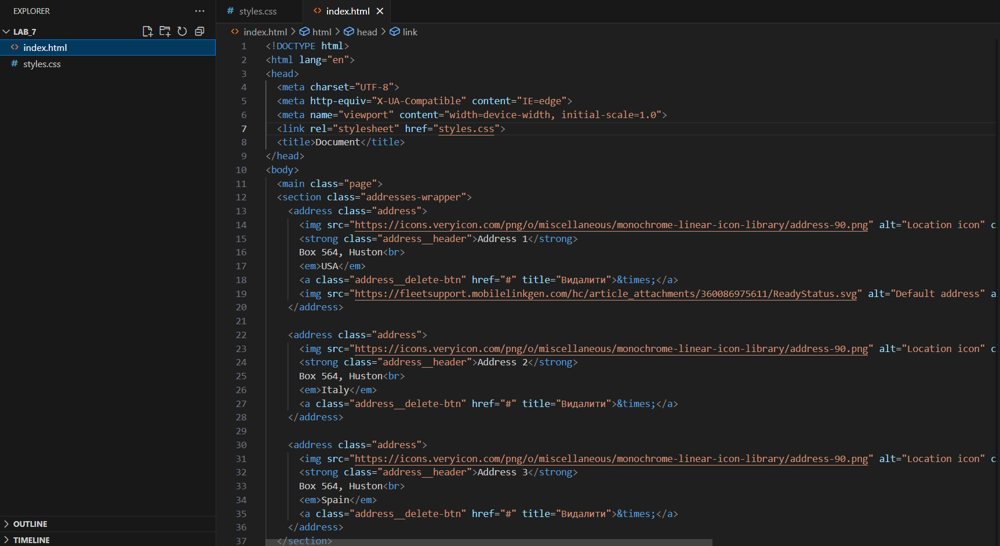 EXPLORER
LAB_7
index.html
styles.css
OUTLINE
TIMELINE
styles.css
index.html
index.html > html > head > link
1 <!DOCTYPE html>
2 <html lang="en">
3 <head>
4 <meta charset="UTF-8">
5 <meta http-equiv="X-UA-Compatible" content="IE=edge">
6 <meta name="viewport" content="width=device-width, initial-scale=1.0">
7 <link rel="stylesheet" href="styles.css">
8 <title>Document</title>
9 </head>
10 <body>
11 <main class="page">
12 <section class="addresses-wrapper">
13 <address class="address">
14 <img src="https://icons.veryicon.com/png/o/miscellaneous/monochrome-linear-icon-library/address-90.png" alt="Location icon" cl
15 <strong class="address__header">Address 1</strong>
16 Box 564, Huston<br>
17 <em>USA</em>
18 <a class="address__delete-btn" href="#" title="Видалити">&times;</a>
19 <img src="https://fleetsupport.mobilelinkgen.com/hc/article_attachments/360086975611/ReadyStatus.svg" alt="Default address" al
20 </address>
21
22 <address class="address">
23 <img src="https://icons.veryicon.com/png/o/miscellaneous/monochrome-linear-icon-library/address-90.png" alt="Location icon" cl
24 <strong class="address__header">Address 2</strong>
25 Box 564, Huston<br>
26 <em>Italy</em>
27 <a class="address__delete-btn" href="#" title="Видалити">&times;</a>
28 </address>
29
30 <address class="address">
31 <img src="https://icons.veryicon.com/png/o/miscellaneous/monochrome-linear-icon-library/address-90.png" alt="Location icon" cl
32 <strong class="address__header">Address 3</strong>
33 Box 564, Huston<br>
34 <em>Spain</em>
35 <a class="address__delete-btn" href="#" title="Видалити">&times;</a>
36 </address>
37 </section>